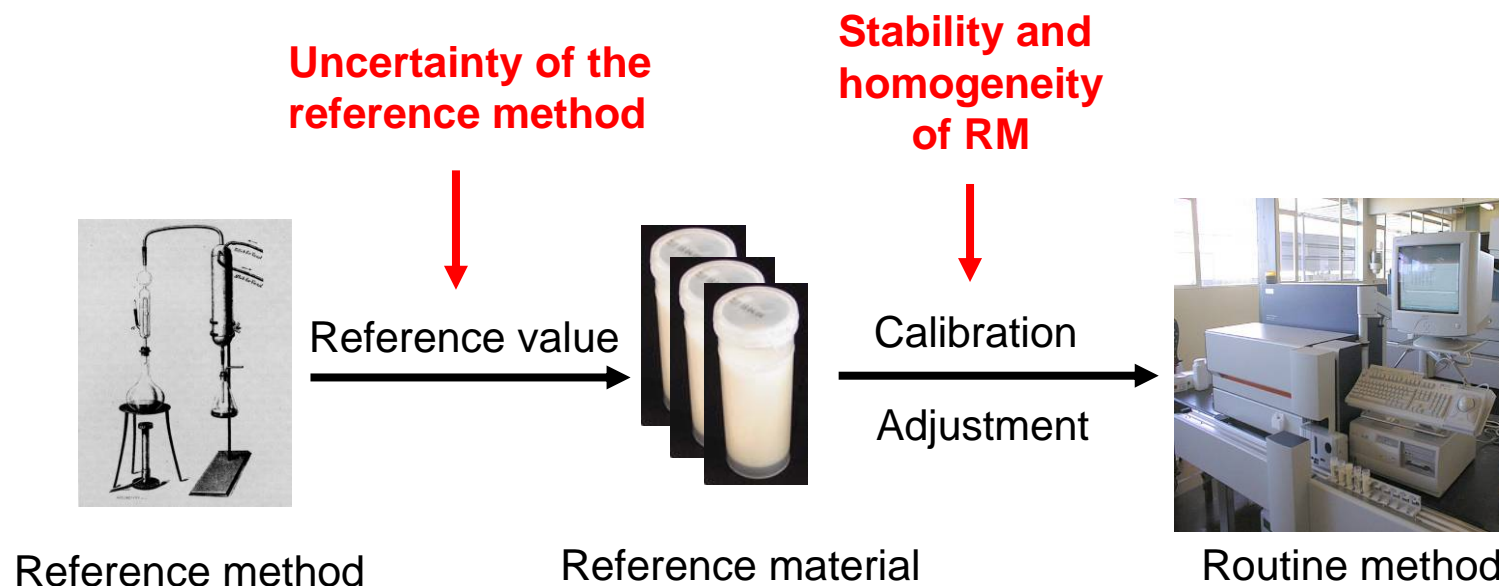 Uncertainty of the
reference method
Stability and
homogeneity
of RM
Reference value
Calibration
Adjustment
Reference method
Reference material
Routine method